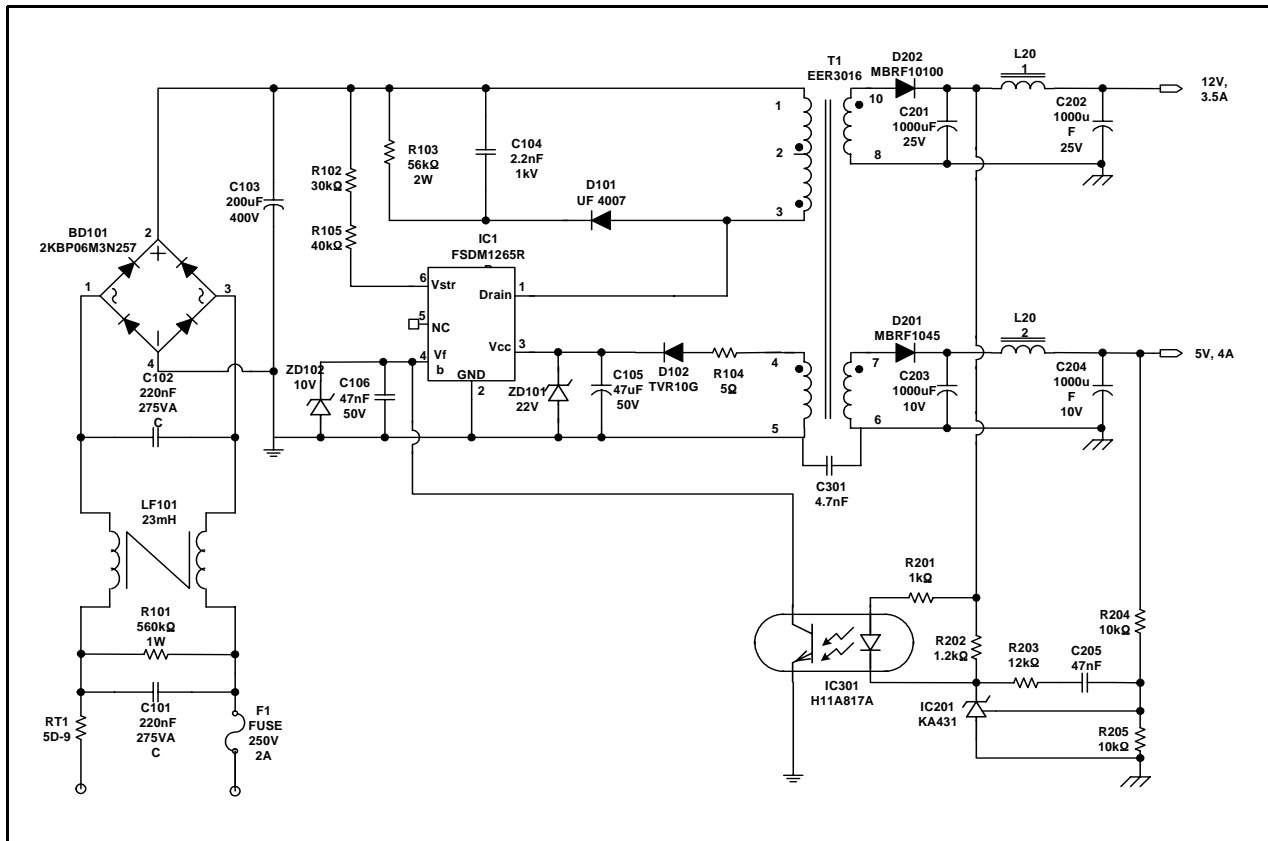 T1
EER3016
D202
MBRF10100
L20
1
12V,
3.5A
1
10
C201
1000uF
25V
C202
1000u
F
25V
R103
56kΩ
2W
C104
2.2nF
1kV
2
8
R102
30kΩ
C103
200uF
400V
D101
UF 4007
3
BD101
2KBP06M3N257
2
R105
40kΩ
IC1
FSDM1265R
1
3
6
Vstr
Drain
1
5
NC
4
Vf
b
Vcc
3
GND
2
4
C102
220nF
275VA
C
ZD102
10V
C106
47nF
50V
ZD101
22V
C105
47uF
50V
D102
TVR10G
R104
5Ω
4
5
D201
MBRF1045
L20
2
5V, 4A
7
C203
1000uF
10V
C204
1000u
F
10V
6
C301
4.7nF
LF101
23mH
R101
560kΩ
1W
R201
1kΩ
R202
1.2kΩ
R203
12kΩ
C205
47nF
R204
10kΩ
IC301
H11A817A
IC201
KA431
R205
10kΩ
RT1
5D-9
C101
220nF
275VA
C
F1
FUSE
250V
2A